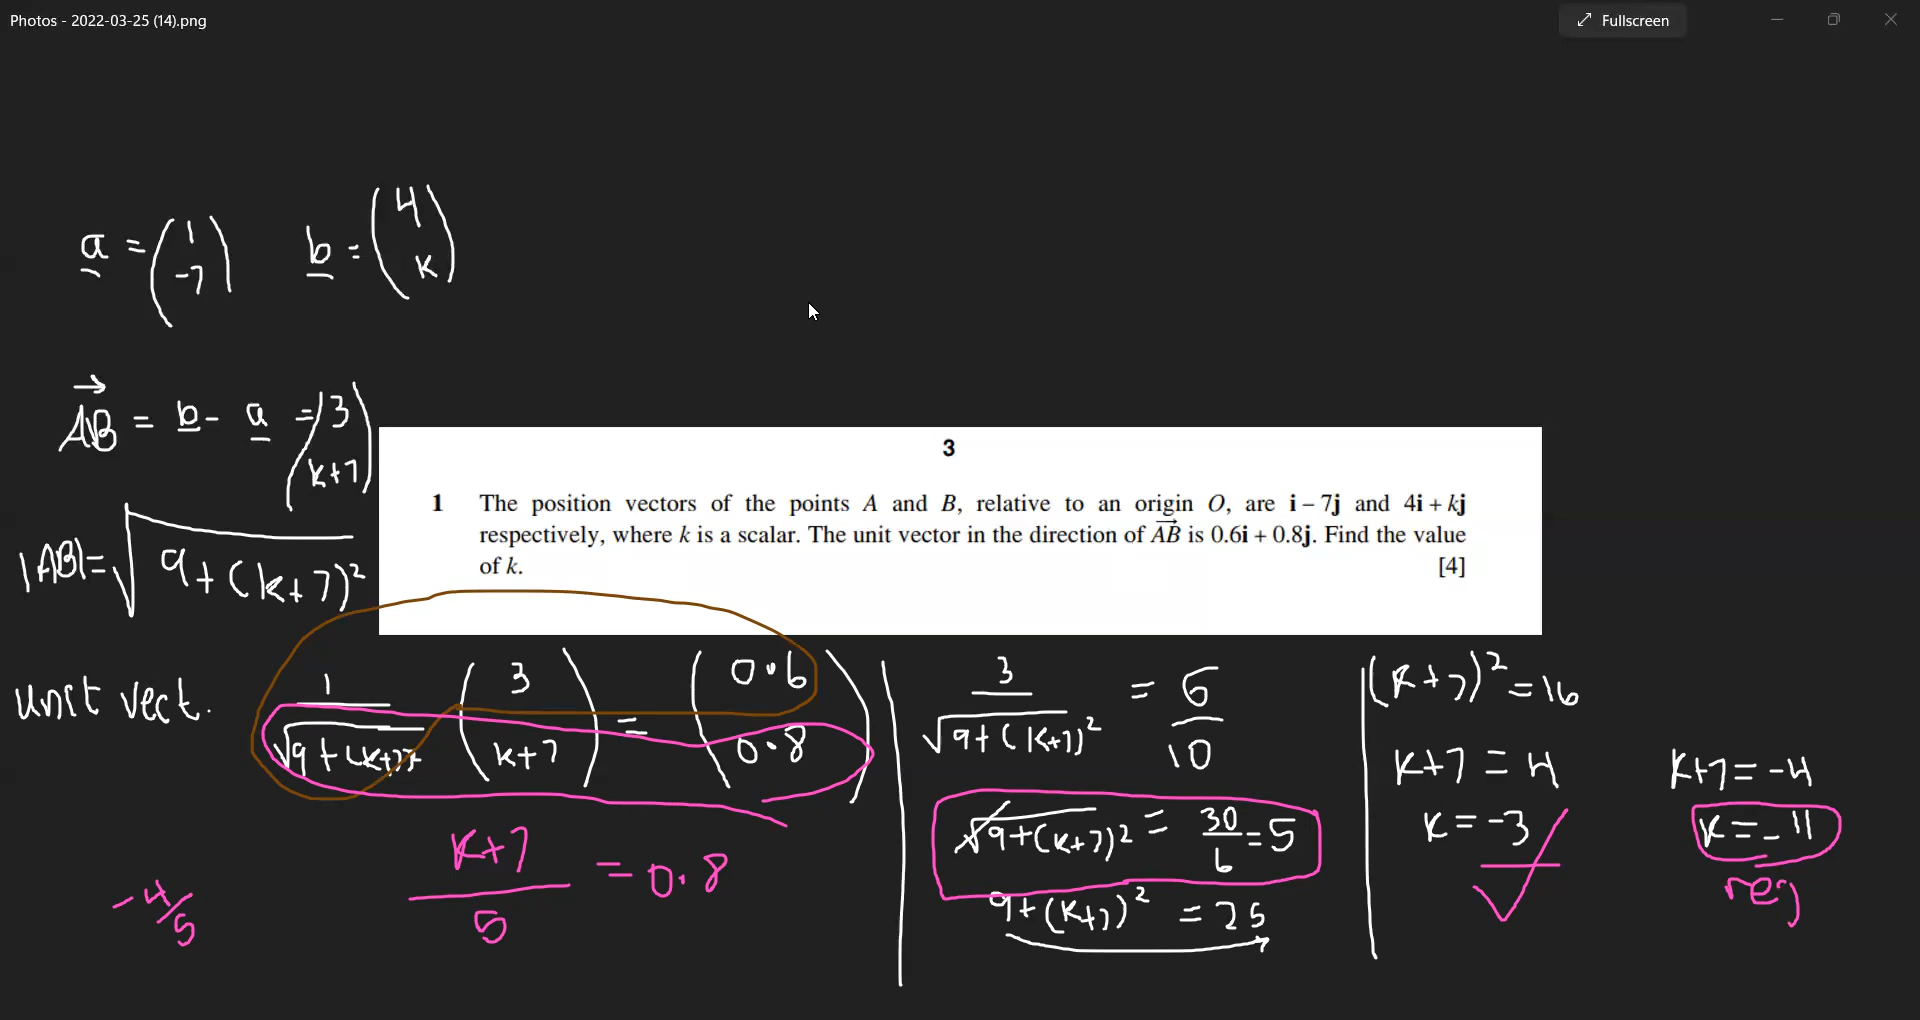 Photos - 2022-03-25 (14).png
Fullscreen
a = (1 -7) b = (4 k)
AB = b - a = (3 k+7)
|AB| = √9+(k+7)²
3
1 The position vectors of the points A and B, relative to an origin O, are i – 7j and 4i + kj
respectively, where k is a scalar. The unit vector in the direction of AB is 0.6i + 0.8j. Find the value
of k. [4]
unit vect. 1/√9+(k+7)² (3 k+7) = (0.6 0.8)
k+7/5 = 0.8
-4/5
3/√9+(k+7)² = 6/10
√9+(k+7)² = 30/6 = 5
9+(k+7)² = 25
(k+7)² = 16
k+7 = 4
k = -3
k+7 = -4
k = -11
rej